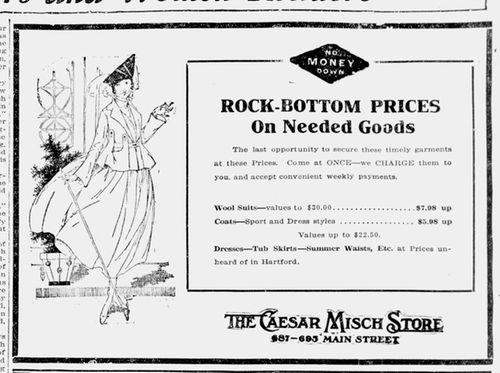 NO
MONEY
DOWN
ROCK-BOTTOM PRICES
On Needed Goods
The last opportunity to secure these timely garments
at these Prices. Come at ONCE—we CHARGE them to
you, and accept convenient weekly payments.
Wool Suits—values to $30.00..................$7.98 up
Coats—Sport and Dress styles ................$5.98 up
Values up to $22.50.
Dresses—Tub Skirts—Summer Waists, Etc. at Prices un-
heard of in Hartford.
THE CAESAR MISCH STORE
687-695 MAIN STREET